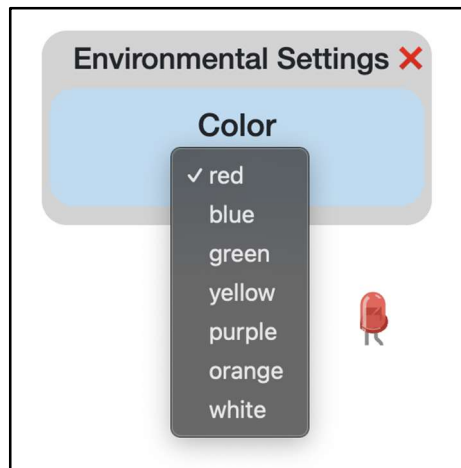 Environmental Settings ❌
Color
✓ red
blue
green
yellow
purple
orange
white